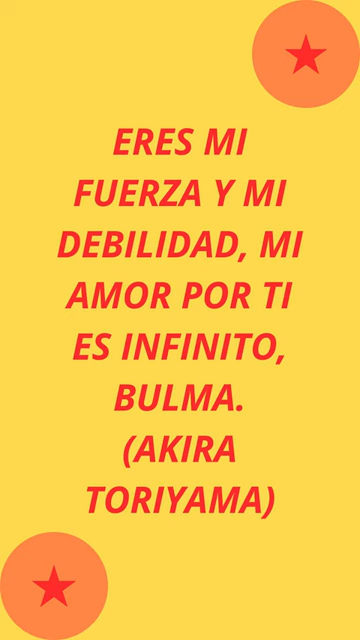 ERES MI
FUERZA Y MI
DEBILIDAD, MI
AMOR POR TI
ES INFINITO,
BULMA.
(AKIRA
TORIYAMA)